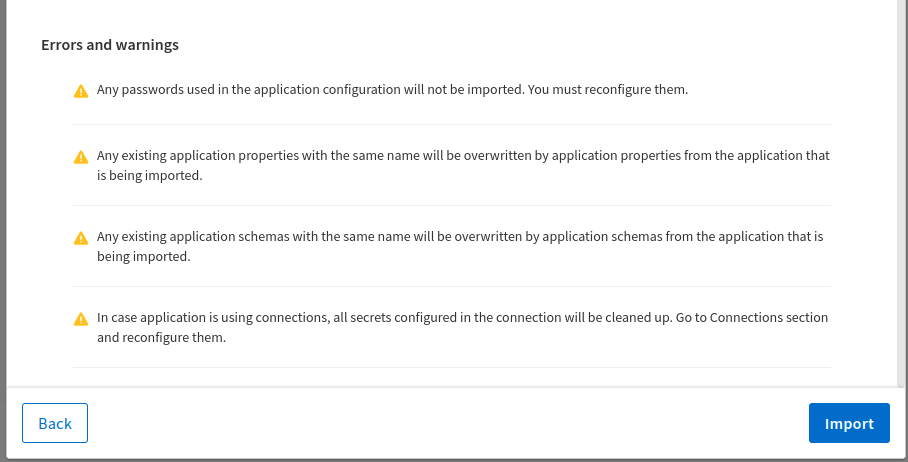 Errors and warnings
Any passwords used in the application configuration will not be imported. You must reconfigure them.
Any existing application properties with the same name will be overwritten by application properties from the application that
is being imported.
Any existing application schemas with the same name will be overwritten by application schemas from the application that is
being imported.
In case application is using connections, all secrets configured in the connection will be cleaned up. Go to Connections section
and reconfigure them.
Back
Import